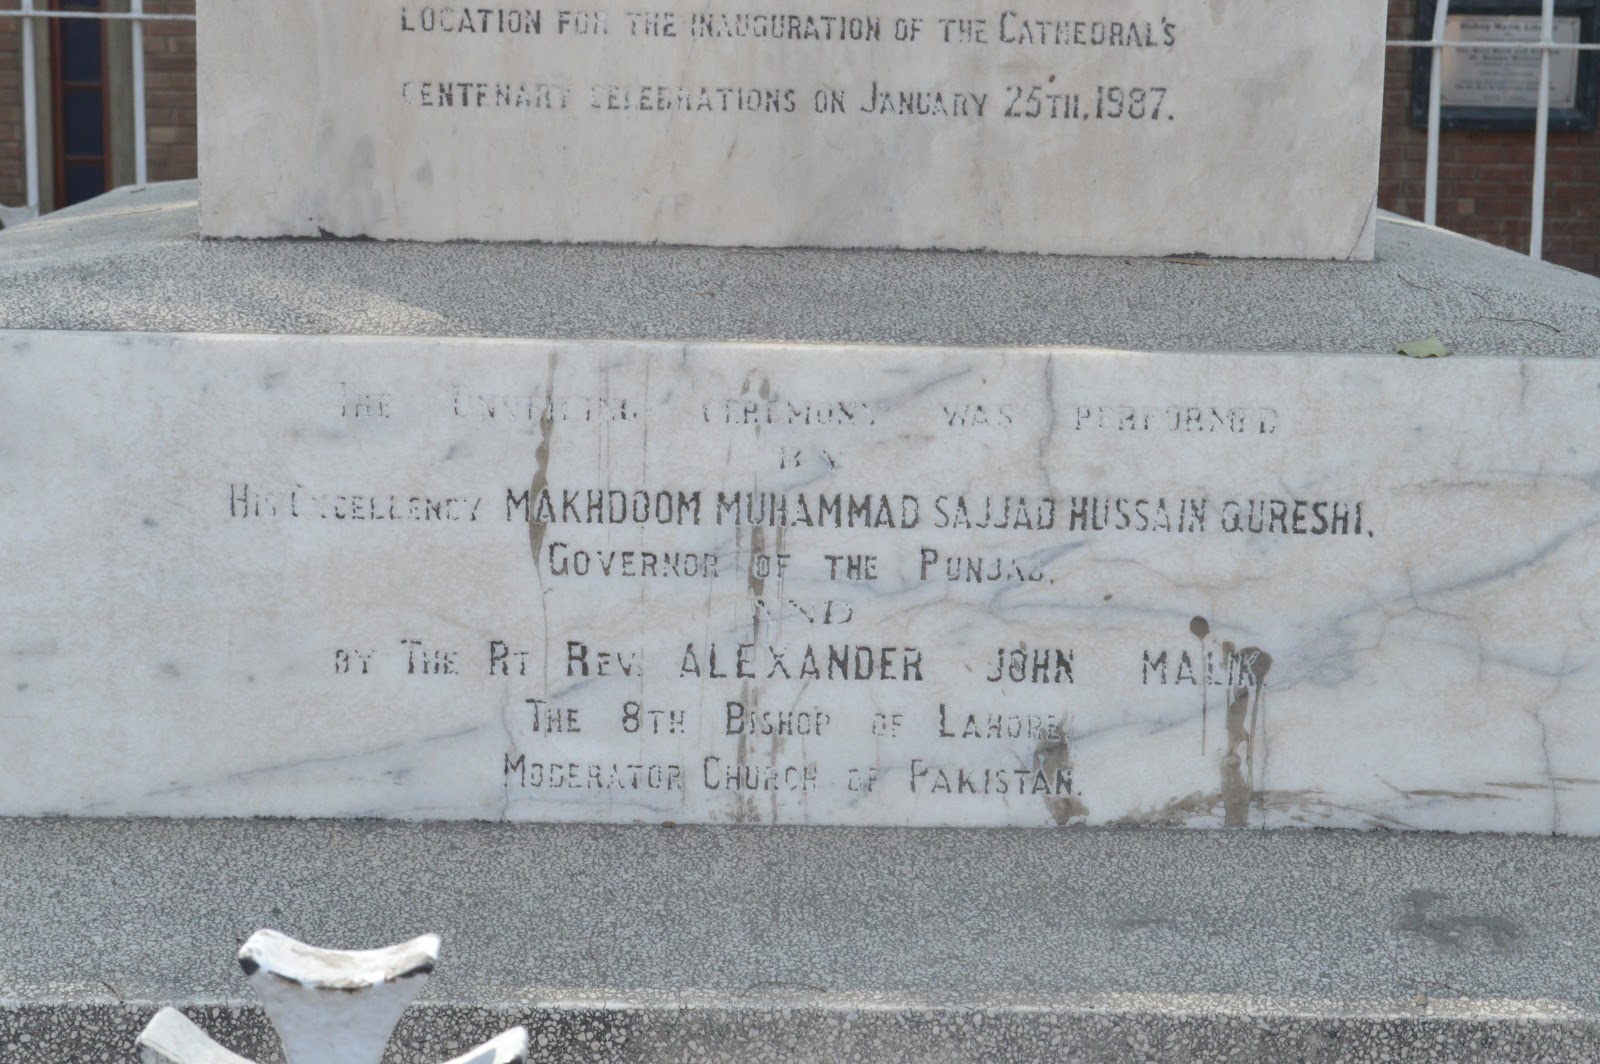 LOCATION FOR THE INAUGURATION OF THE CATHEDRAL'S
CENTENARY CELEBRATIONS ON JANUARY 25TH, 1987.
THE UNVEILING CEREMONY WAS PERFORMED
BY
HIS EXCELLENCY MAKHDOOM MUHAMMAD SAJJAD HUSSAIN QURESHI,
GOVERNOR OF THE PUNJAB,
AND
BY THE RT REV. ALEXANDER JOHN MALIK,
THE 8TH BISHOP OF LAHORE,
MODERATOR CHURCH OF PAKISTAN.